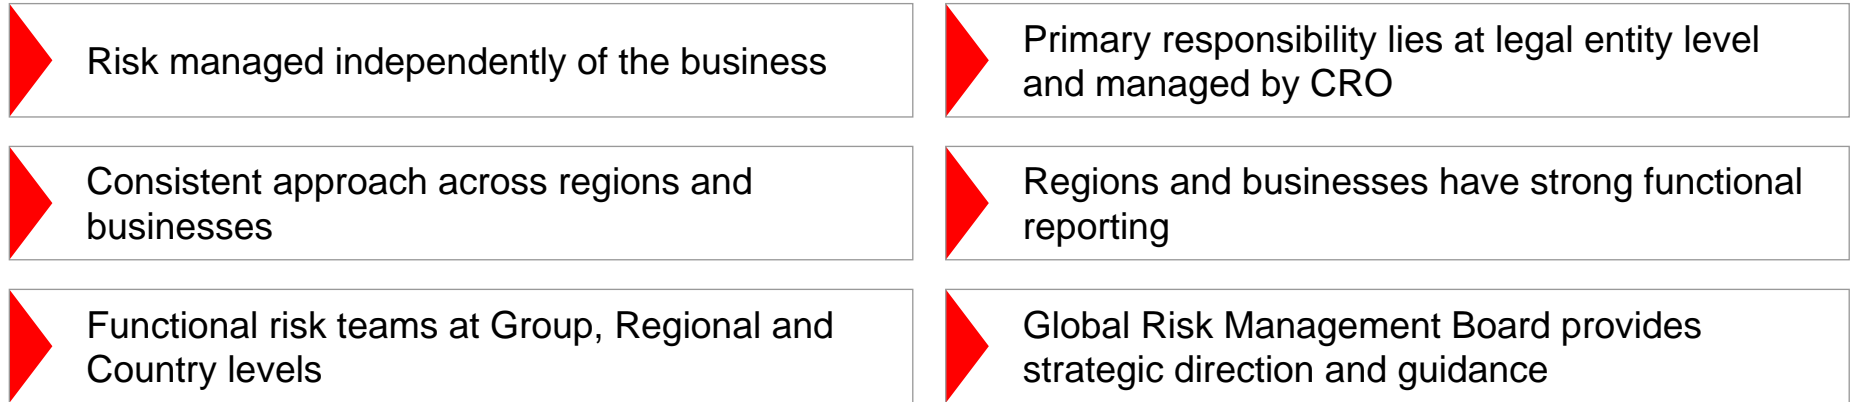 Risk managed independently of the business
Primary responsibility lies at legal entity level
and managed by CRO
Consistent approach across regions and
businesses
Regions and businesses have strong functional
reporting
Functional risk teams at Group, Regional and
Country levels
Global Risk Management Board provides
strategic direction and guidance